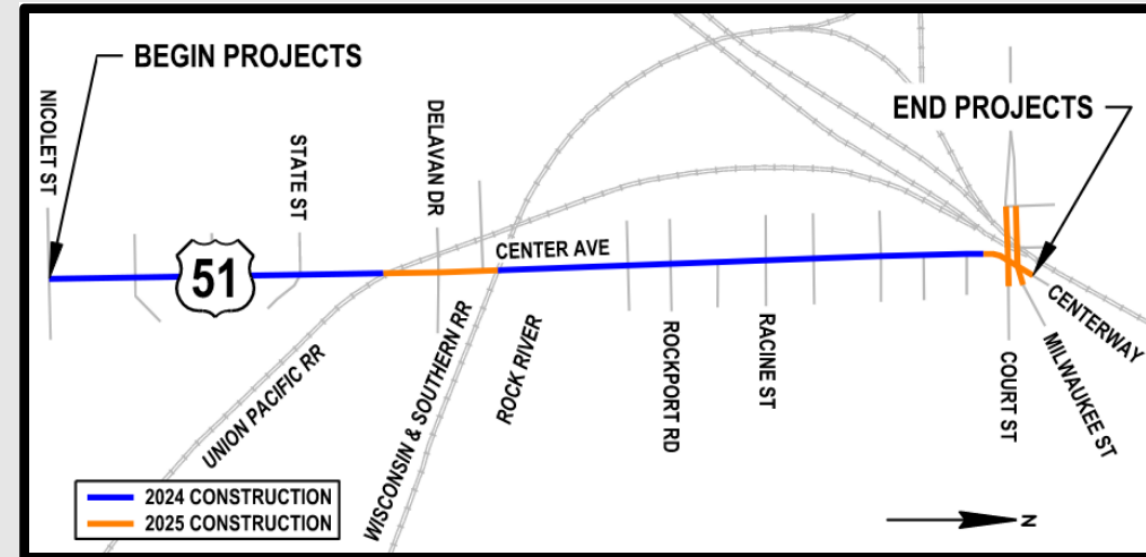 BEGIN PROJECTS
END PROJECTS
NICOLET ST
STATE ST
DELAVAN DR
51
CENTER AVE
UNION PACIFIC RR
WISCONSIN & SOUTHERN RR
ROCK RIVER
ROCKPORT RD
RACINE ST
COURT ST
MILWAUKEE ST
CENTERWAY
2024 CONSTRUCTION
2025 CONSTRUCTION
N